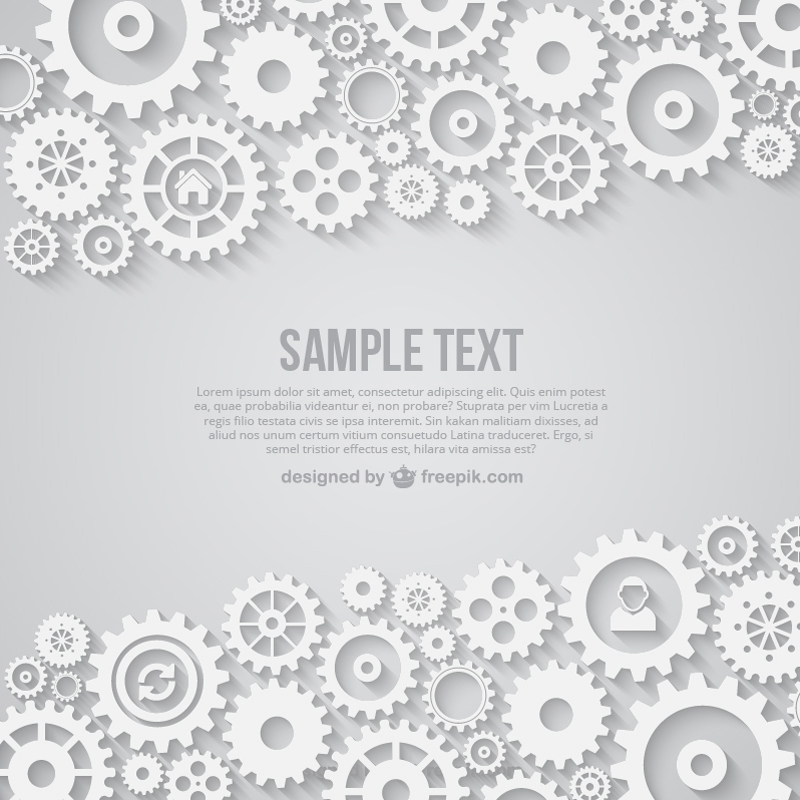 SAMPLE TEXT
Lorem ipsum dolor sit amet, consectetur adipiscing elit. Quis enim potest
ea, quae probabilia videantur ei, non probare? Stuprata per vim Lucretia a
regis filio testata civis se ipsa interemit. Sin kakan malitiam dixisses, ad
aliud nos unum certum vitium consuetudo Latina traduceret. Ergo, si
semel tristior effectus est, hilara vita amissa est?
designed by freepik.com